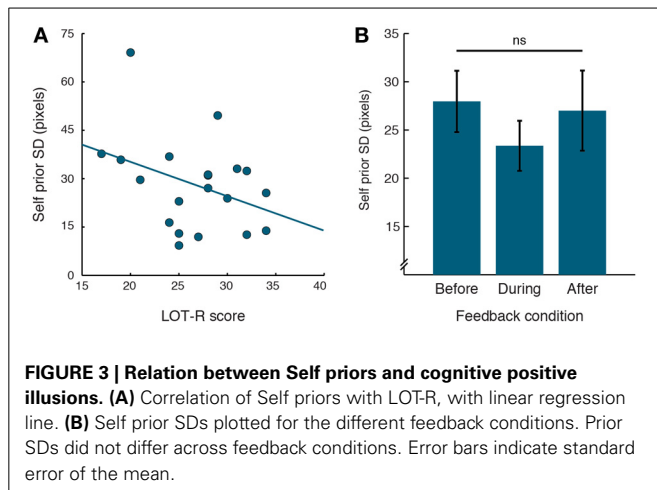 A
75
60
45
30
15
0
Self prior SD (pixels)
15 20 25 30 35 40
LOT-R score
B
ns
35
30
25
20
15
Self prior SD (pixels)
Before During After
Feedback condition
FIGURE 3 | Relation between Self priors and cognitive positive
illusions. (A) Correlation of Self priors with LOT-R, with linear regression
line. (B) Self prior SDs plotted for the different feedback conditions. Prior
SDs did not differ across feedback conditions. Error bars indicate standard
error of the mean.